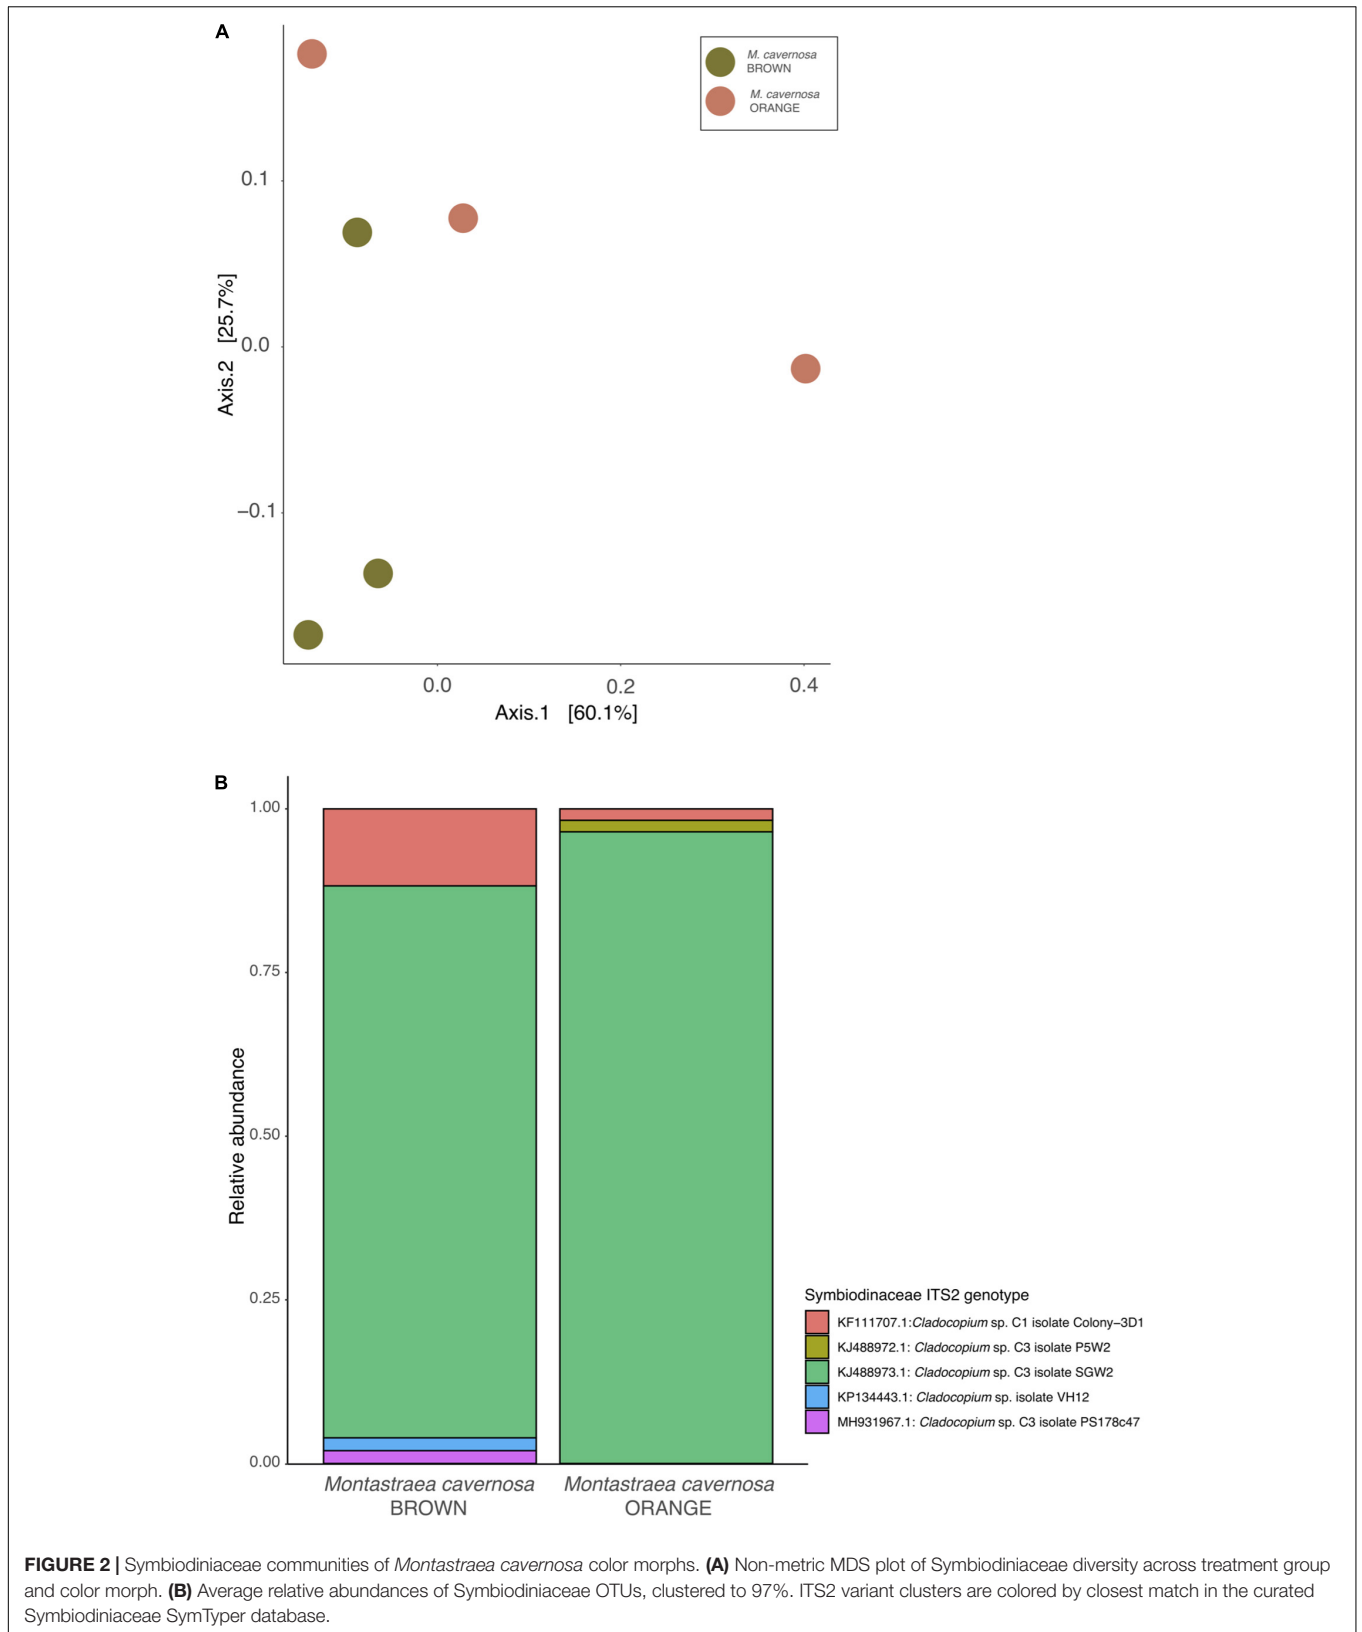 A
M. cavernosa
BROWN
M. cavernosa
ORANGE
0.1
0.0
−0.1
Axis.2 [25.7%]
0.0 0.2 0.4
Axis.1 [60.1%]
B
1.00
0.75
0.50
0.25
0.00
Relative abundance
Montastraea cavernosa
BROWN
Montastraea cavernosa
ORANGE
Symbiodinaceae ITS2 genotype
KF111707.1:Cladocopium sp. C1 isolate Colony−3D1
KJ488972.1: Cladocopium sp. C3 isolate P5W2
KJ488973.1: Cladocopium sp. C3 isolate SGW2
KP134443.1: Cladocopium sp. isolate VH12
MH931967.1: Cladocopium sp. C3 isolate PS178c47
FIGURE 2 | Symbiodiniaceae communities of Montastraea cavernosa color morphs. (A) Non-metric MDS plot of Symbiodiniaceae diversity across treatment group
and color morph. (B) Average relative abundances of Symbiodiniaceae OTUs, clustered to 97%. ITS2 variant clusters are colored by closest match in the curated
Symbiodiniaceae SymTyper database.